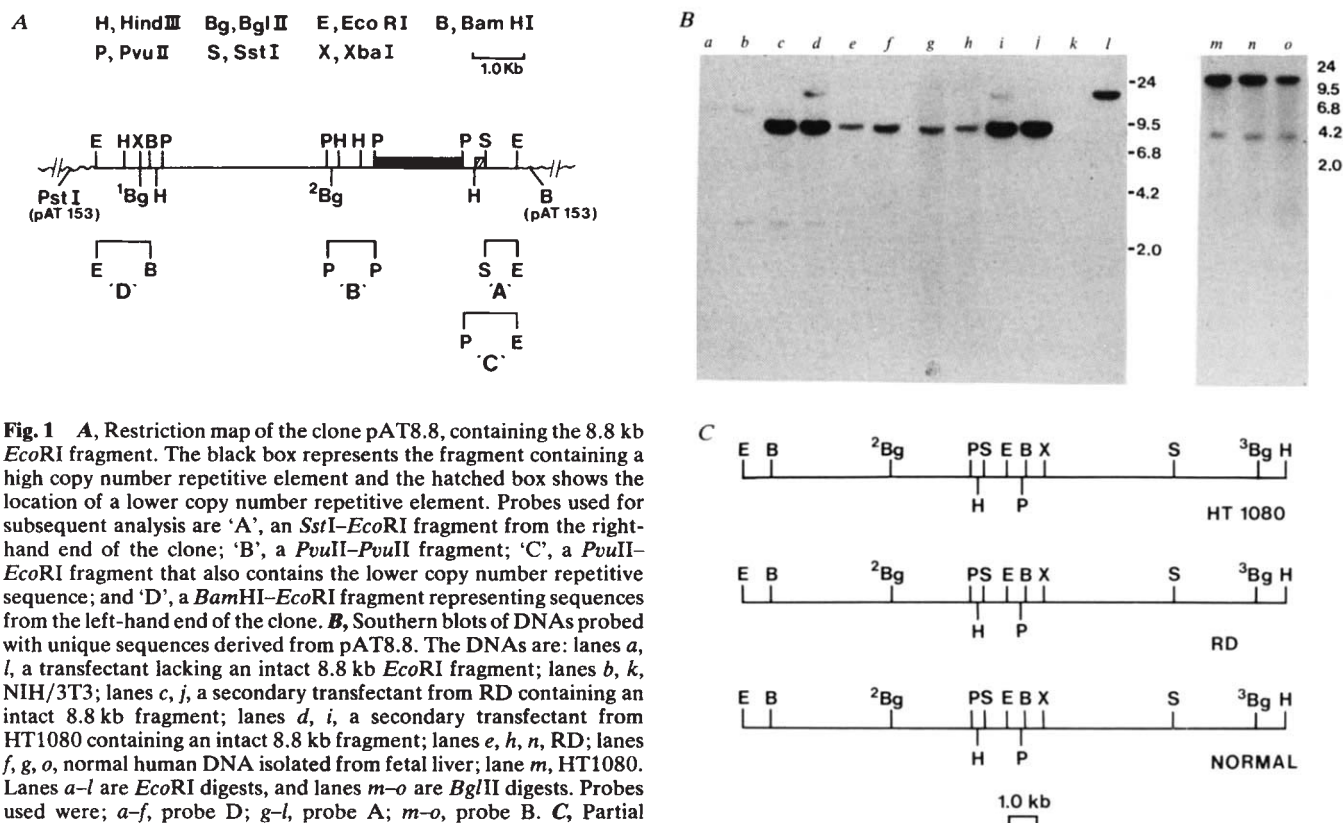 A
H, HindIII Bg, BglII E, Eco RI B, Bam HI
P, PvuII S, SstI X, XbaI
1.0Kb
E H X B P P H H P P S E
PstI ¹Bg H ²Bg H B
(pAT 153) (pAT 153)
E B P P S E
'D' 'B' 'A'
P E
'C'
Fig. 1 A, Restriction map of the clone pAT8.8, containing the 8.8 kb
EcoRI fragment. The black box represents the fragment containing a
high copy number repetitive element and the hatched box shows the
location of a lower copy number repetitive element. Probes used for
subsequent analysis are 'A', an SstI–EcoRI fragment from the right-
hand end of the clone; 'B', a PvuII–PvuII fragment; 'C', a PvuII–
EcoRI fragment that also contains the lower copy number repetitive
sequence; and 'D', a BamHI–EcoRI fragment representing sequences
from the left-hand end of the clone. B, Southern blots of DNAs probed
with unique sequences derived from pAT8.8. The DNAs are: lanes a,
l, a transfectant lacking an intact 8.8 kb EcoRI fragment; lanes b, k,
NIH/3T3; lanes c, j, a secondary transfectant from RD containing an
intact 8.8 kb fragment; lanes d, i, a secondary transfectant from
HT1080 containing an intact 8.8 kb fragment; lanes e, h, n, RD; lanes
f, g, o, normal human DNA isolated from fetal liver; lane m, HT1080.
Lanes a–l are EcoRI digests, and lanes m–o are BglII digests. Probes
used were; a–f, probe D; g–l, probe A; m–o, probe B. C, Partial
B
a b c d e f g h i j k l m n o
-24
-9.5
-6.8
-4.2
-2.0
24
9.5
6.8
4.2
2.0
C
E B ²Bg P S E B X S ³Bg H
H P
HT 1080
E B ²Bg P S E B X S ³Bg H
H P
RD
E B ²Bg P S E B X S ³Bg H
H P
NORMAL
1.0 kb